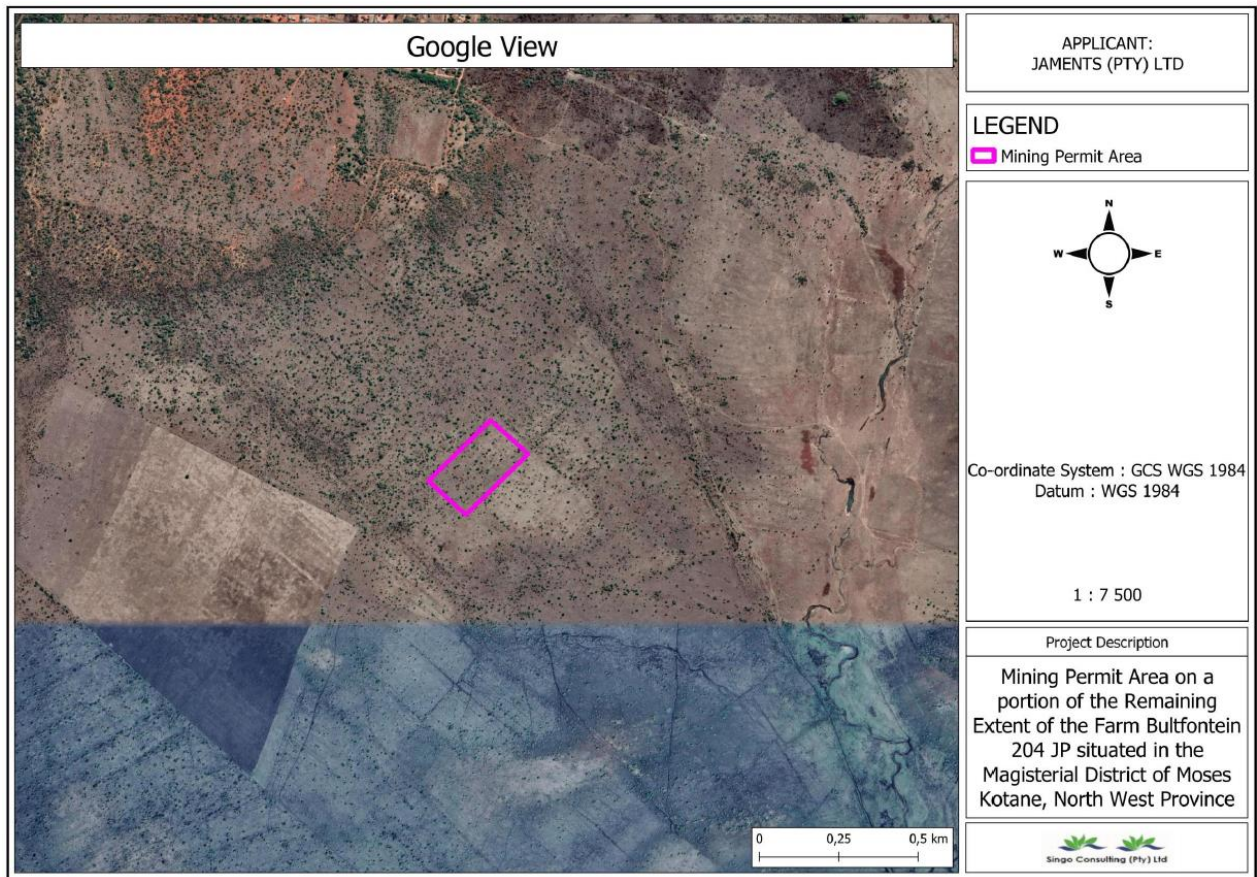 Google View
APPLICANT:
JAMENTS (PTY) LTD
LEGEND
Mining Permit Area
N
W
E
S
Co-ordinate System : GCS WGS 1984
Datum : WGS 1984
1 : 7 500
Project Description
Mining Permit Area on a
portion of the Remaining
Extent of the Farm Bultfontein
204 JP situated in the
Magisterial District of Moses
Kotane, North West Province
0 0,25 0,5 km
Singo Consulting (Pty) Ltd